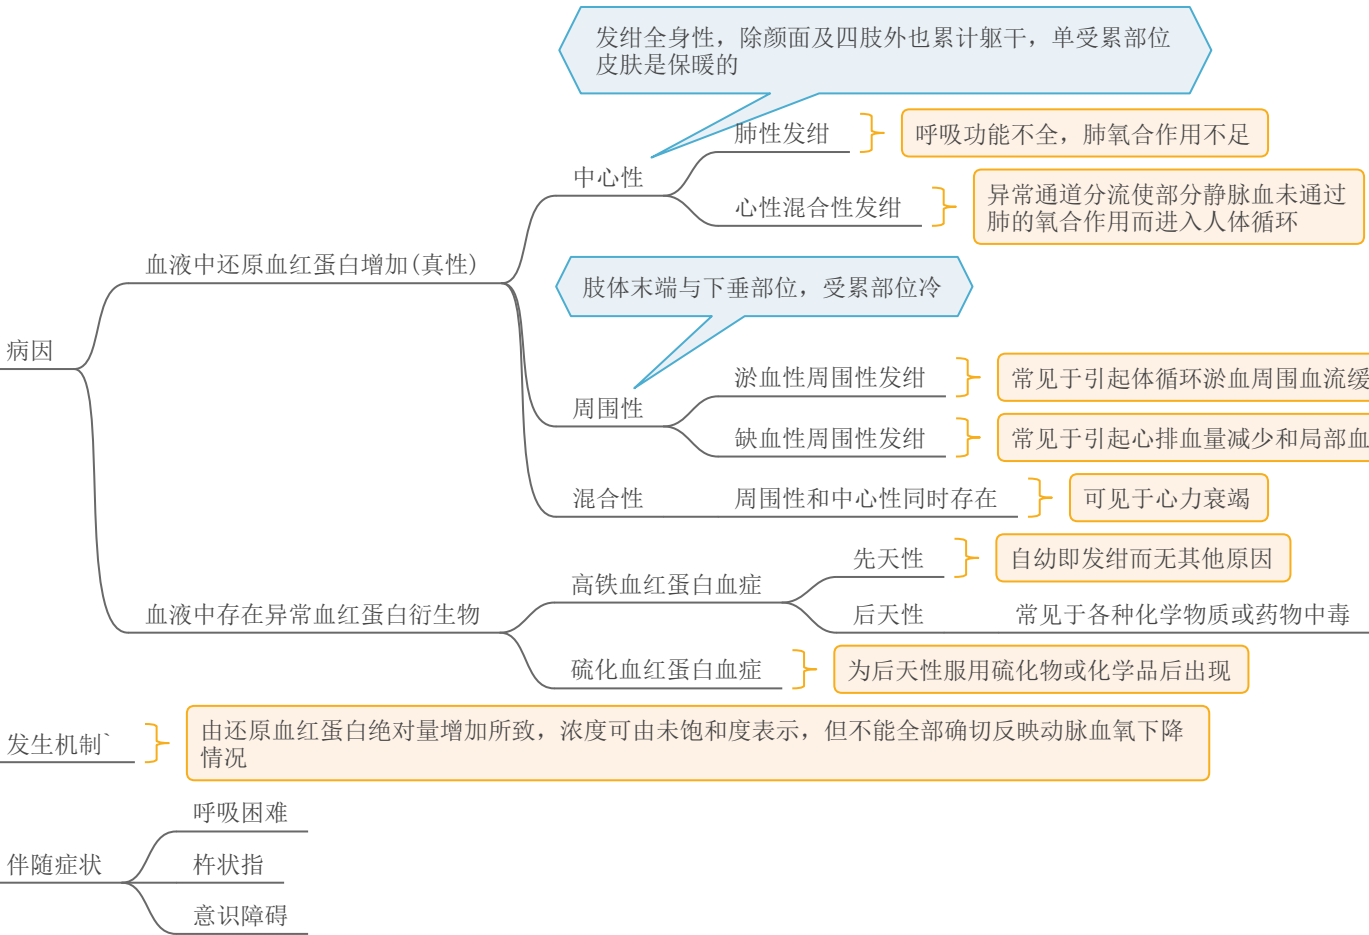 发绀全身性，除颜面及四肢外也累计躯干，单受累部位
皮肤是保暖的
肺性发绀
呼吸功能不全，肺氧合作用不足
中心性
心性混合性发绀
异常通道分流使部分静脉血未通过
肺的氧合作用而进入人体循环
血液中还原血红蛋白增加(真性)
肢体末端与下垂部位，受累部位冷
病因
淤血性周围性发绀
常见于引起体循环淤血周围血流缓
周围性
缺血性周围性发绀
常见于引起心排血量减少和局部血
混合性
周围性和中心性同时存在
可见于心力衰竭
先天性
自幼即发绀而无其他原因
高铁血红蛋白血症
血液中存在异常血红蛋白衍生物
后天性
常见于各种化学物质或药物中毒
硫化血红蛋白血症
为后天性服用硫化物或化学品后出现
发生机制`
由还原血红蛋白绝对量增加所致，浓度可由未饱和度表示，但不能全部确切反映动脉血氧下降
情况
呼吸困难
伴随症状
杵状指
意识障碍